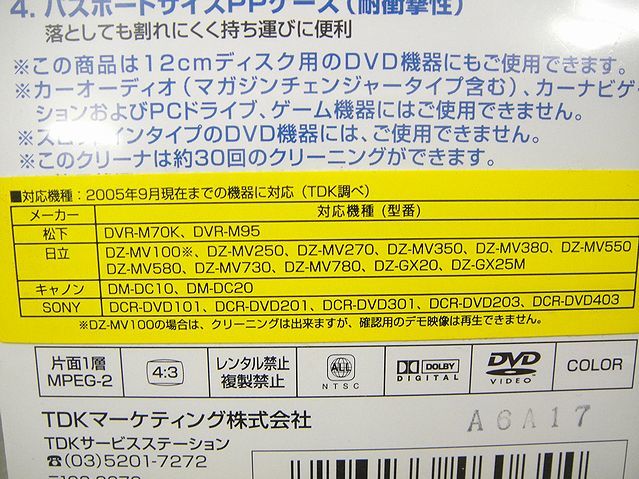 4. パスポートサイズPPケース(耐衝撃性)
落としても割れにくく持ち運びに便利
※この商品は12cmディスク用のDVD機器にもご使用できます。
※カーオーディオ(マガジンチェンジャータイプ含む)、カーナビゲー
ションおよびPCドライブ、ゲーム機器にはご使用できません。
※スロットインタイプのDVD機器には、ご使用できません。
※このクリーナは約30回のクリーニングができます。
■対応機種:2005年9月現在までの機器に対応(TDK調べ)
メーカー 対応機種(型番)
松下 DVR-M70K、DVR-M95
日立 DZ-MV100※、DZ-MV250、DZ-MV270、DZ-MV350、DZ-MV380、DZ-MV550
DZ-MV580、DZ-MV730、DZ-MV780、DZ-GX20、DZ-GX25M
キャノン DM-DC10、DM-DC20
SONY DCR-DVD101、DCR-DVD201、DCR-DVD301、DCR-DVD203、DCR-DVD403
※DZ-MV100の場合は、クリーニングは出来ますが、確認用のデモ映像は再生できません。
片面1層
MPEG-2
4:3
レンタル禁止
複製禁止
ALL
NTSC
DOLBY
DIGITAL
DVD
VIDEO
COLOR
TDKマーケティング株式会社
A6A17
TDKサービスステーション
☎(03)5201-7272